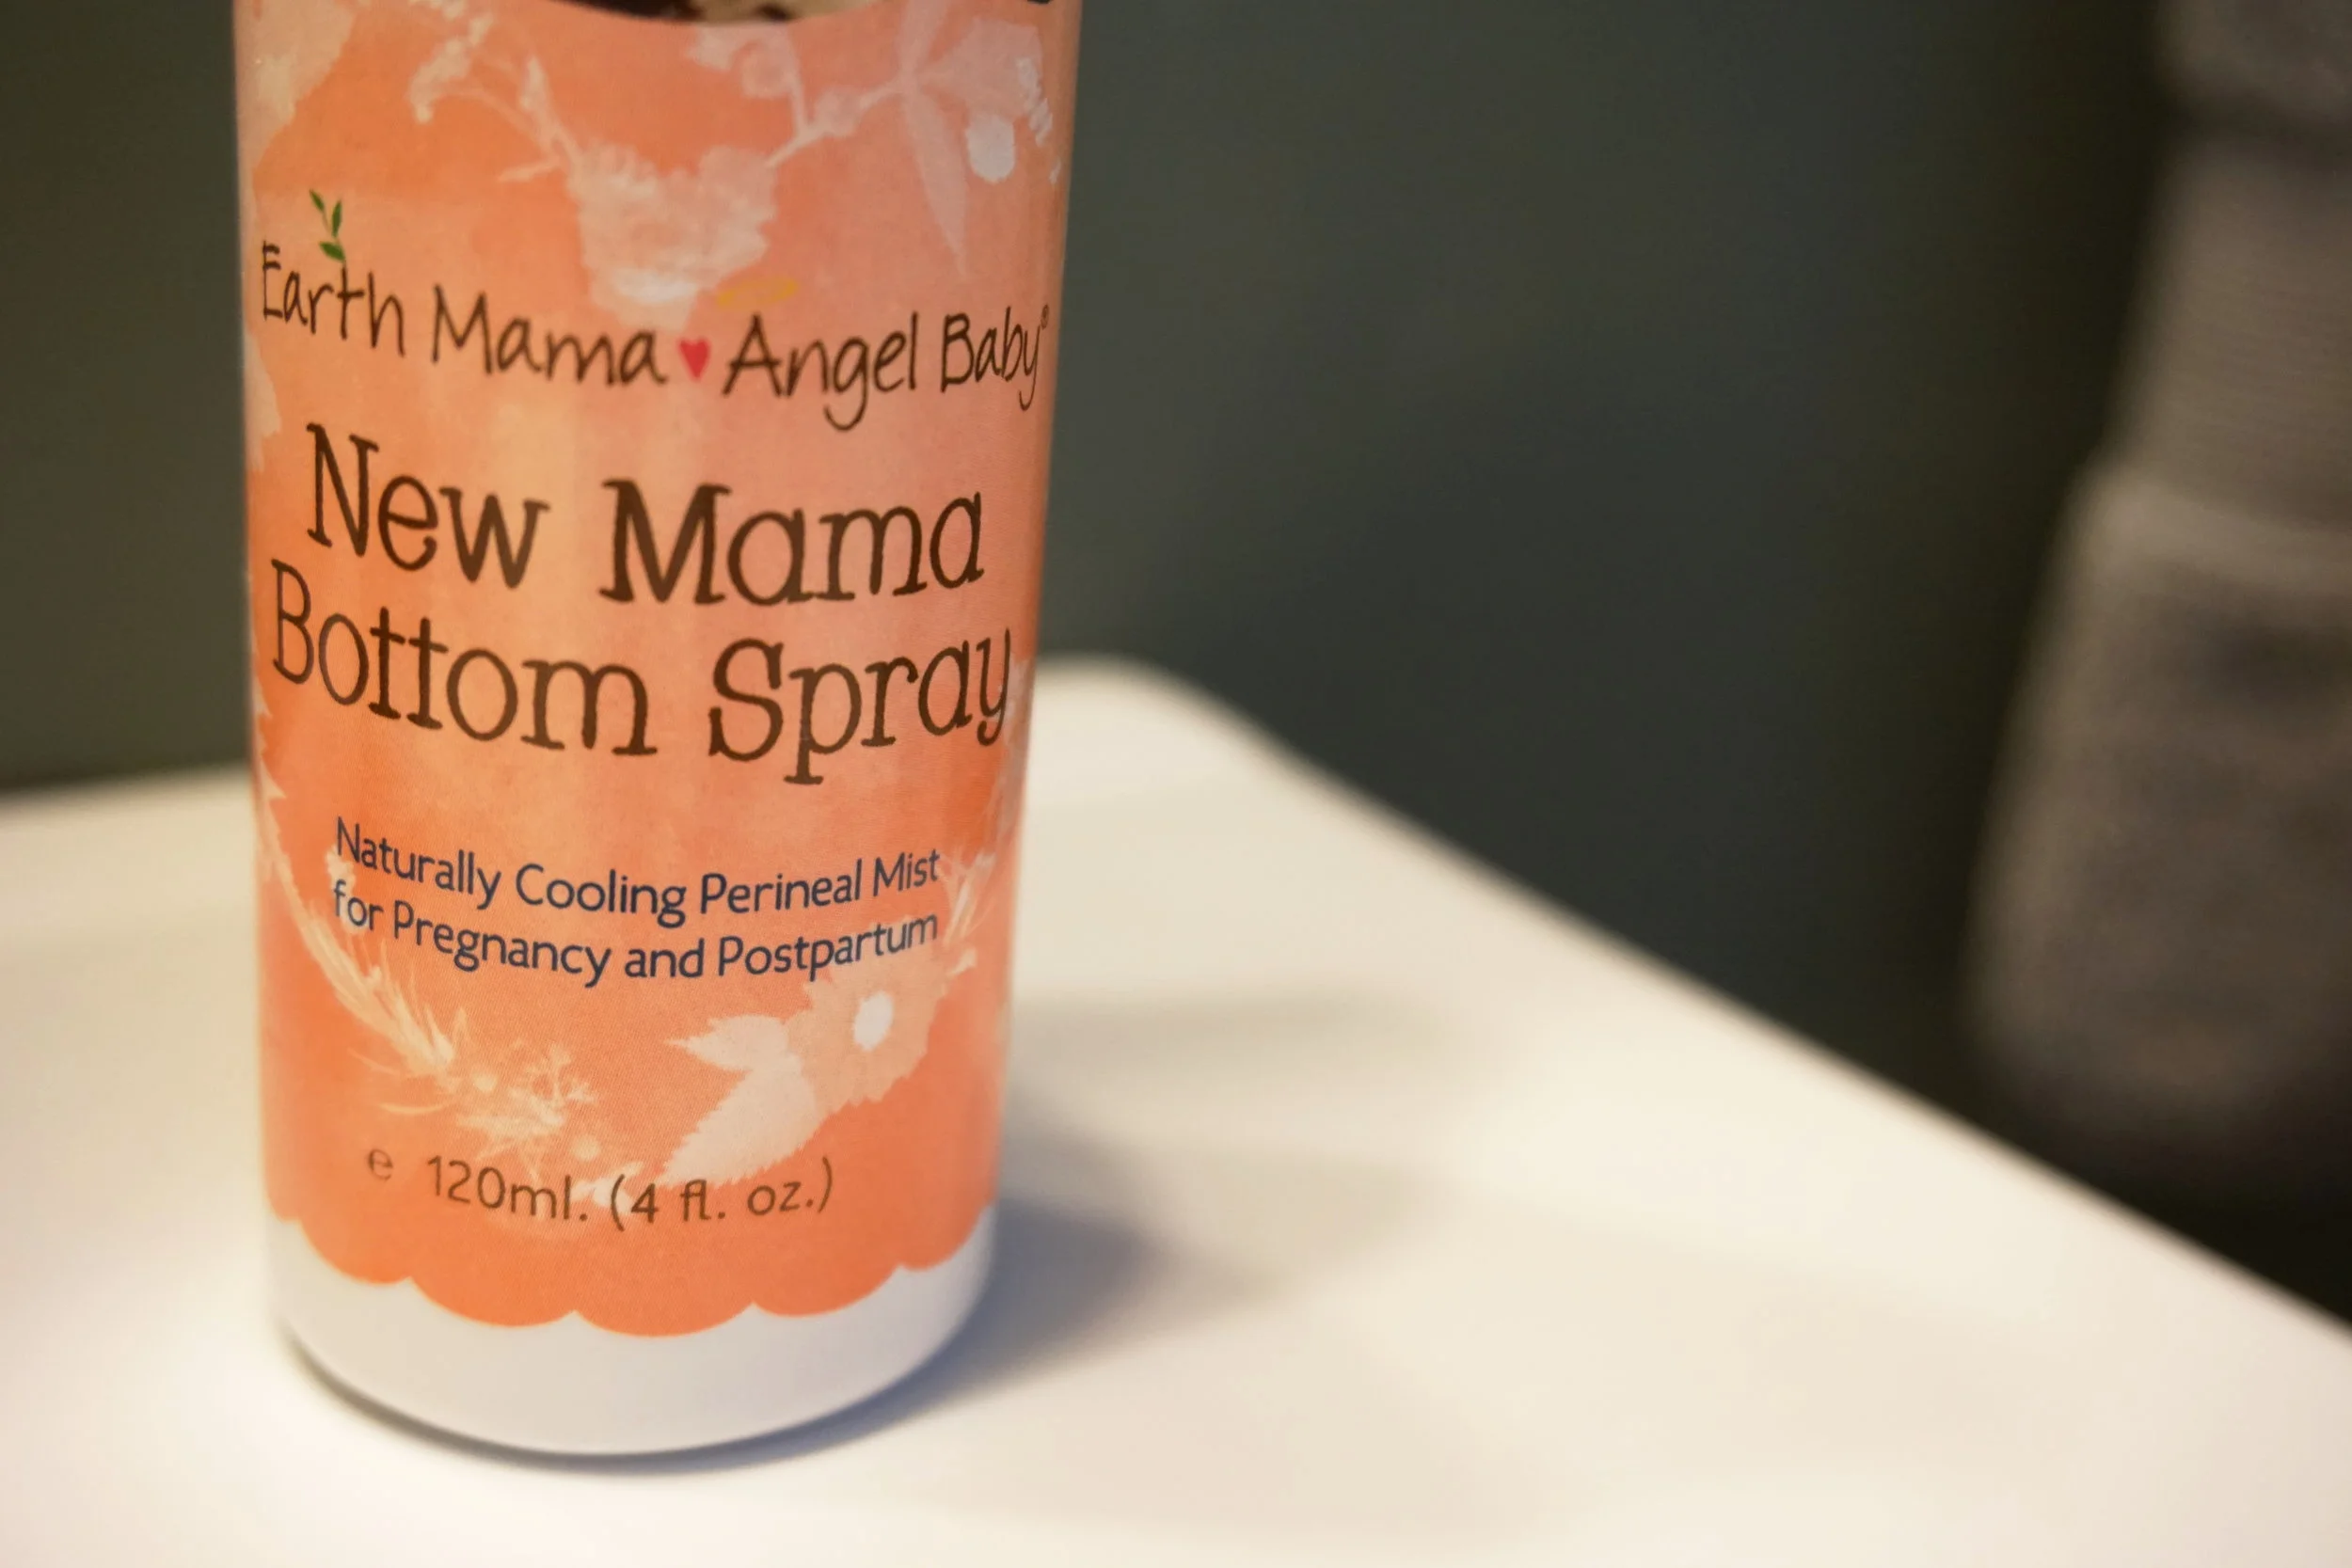 Earth Mama♥Angel Baby®
New Mama
Bottom Spray
Naturally Cooling Perineal Mist
for Pregnancy and Postpartum
℮ 120ml. (4 fl. oz.)